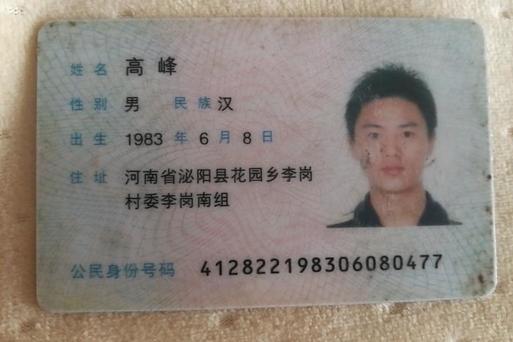 姓名 高峰
性别 男 民族 汉
出生 1983 年 6 月 8 日
住址 河南省泌阳县花园乡李岗
村委李岗南组
公民身份号码 412822198306080477